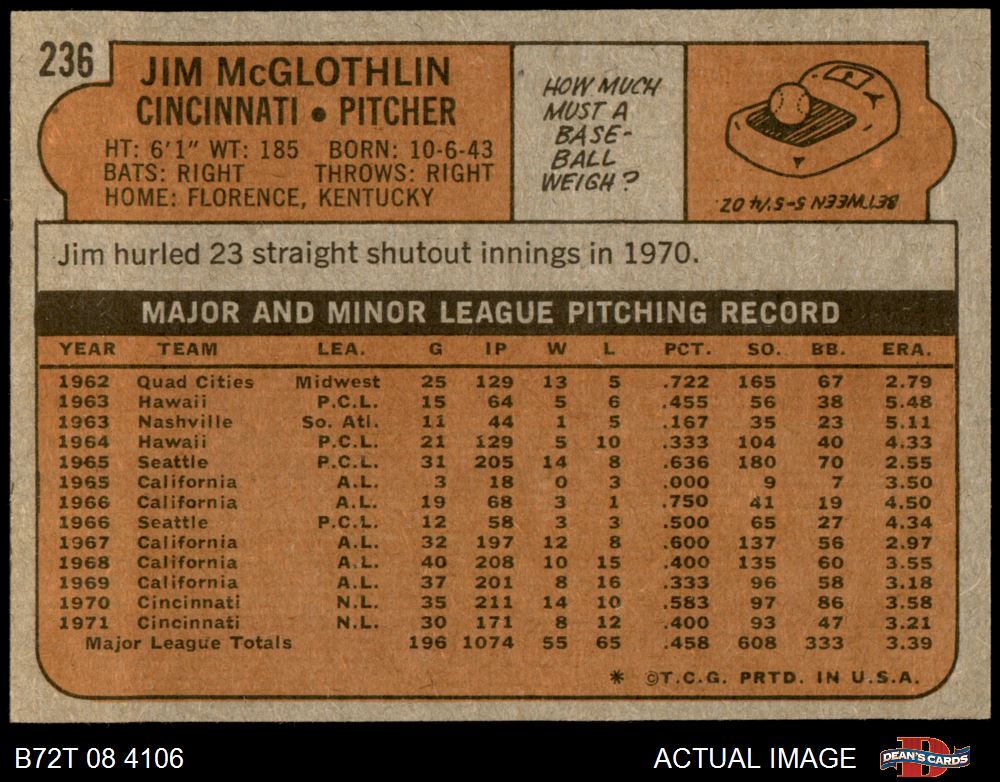 236
JIM McGLOTHLIN
CINCINNATI • PITCHER
HT: 6'1" WT: 185 BORN: 10-6-43
BATS: RIGHT THROWS: RIGHT
HOME: FLORENCE, KENTUCKY
HOW MUCH
MUST A
BASE-
BALL
WEIGH?
BETWEEN 5-5¼ OZ.
Jim hurled 23 straight shutout innings in 1970.
MAJOR AND MINOR LEAGUE PITCHING RECORD
YEAR TEAM LEA. G IP W L PCT. SO. BB. ERA.
1962 Quad Cities Midwest 25 129 13 5 .722 165 67 2.79
1963 Hawaii P.C.L. 15 64 5 6 .455 56 38 5.48
1963 Nashville So. Atl. 11 44 1 5 .167 35 23 5.11
1964 Hawaii P.C.L. 21 129 5 10 .333 104 40 4.33
1965 Seattle P.C.L. 31 205 14 8 .636 180 70 2.55
1965 California A.L. 3 18 0 3 .000 9 7 3.50
1966 California A.L. 19 68 3 1 .750 41 19 4.50
1966 Seattle P.C.L. 12 58 3 3 .500 65 27 4.34
1967 California A.L. 32 197 12 8 .600 137 56 2.97
1968 California A.L. 40 208 10 15 .400 135 60 3.55
1969 California A.L. 37 201 8 16 .333 96 58 3.18
1970 Cincinnati N.L. 35 211 14 10 .583 97 86 3.58
1971 Cincinnati N.L. 30 171 8 12 .400 93 47 3.21
Major League Totals 196 1074 55 65 .458 608 333 3.39
* ©T.C.G. PRTD. IN U.S.A.
B72T 08 4106 ACTUAL IMAGE DEAN'S CARDS